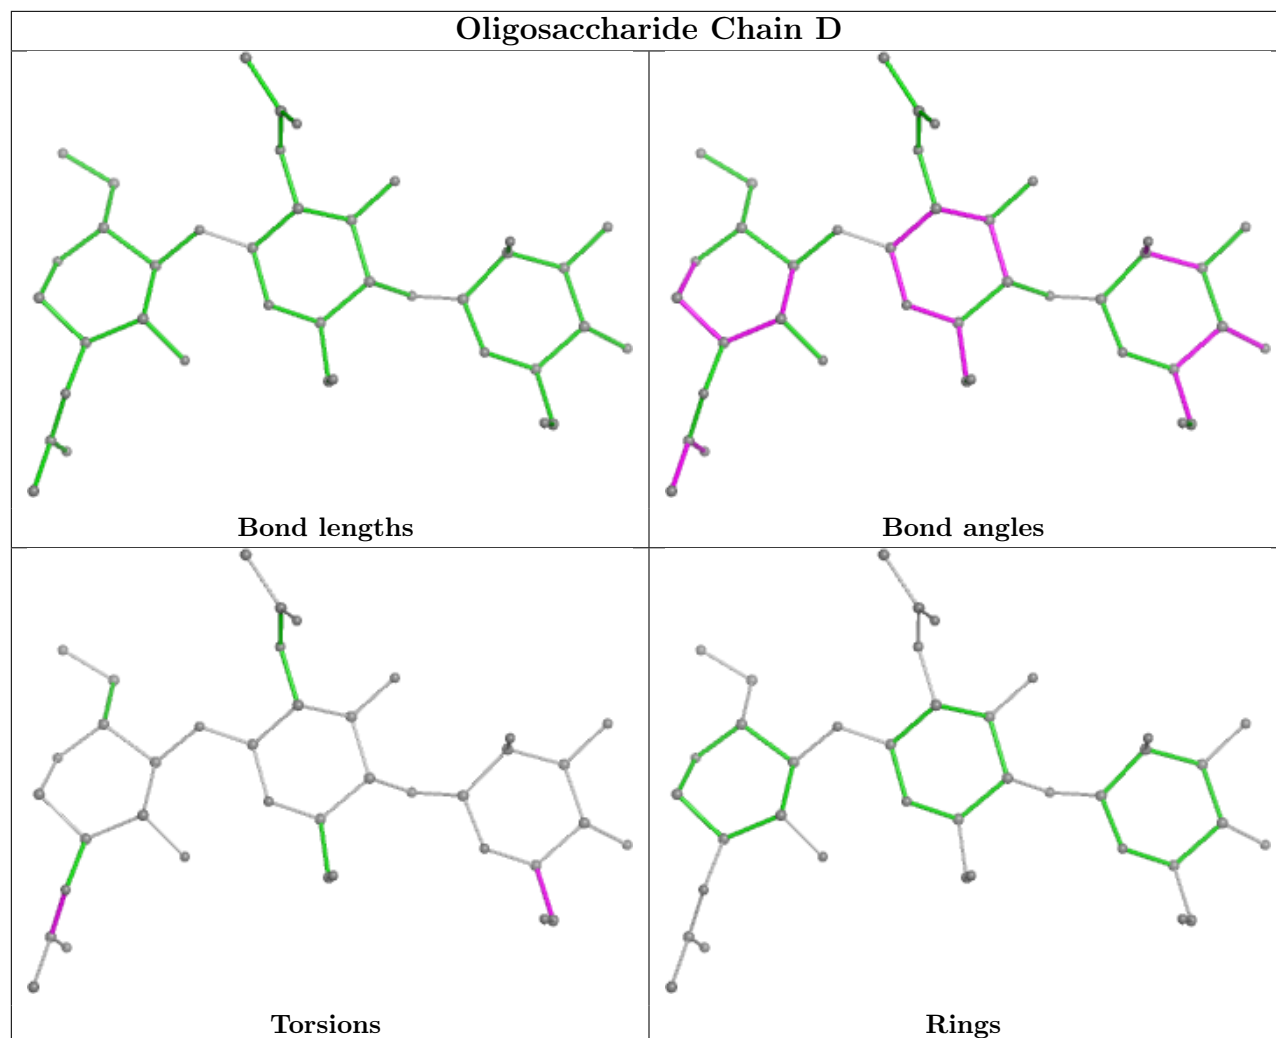 Oligosaccharide Chain D
Bond lengths
Bond angles
Torsions
Rings